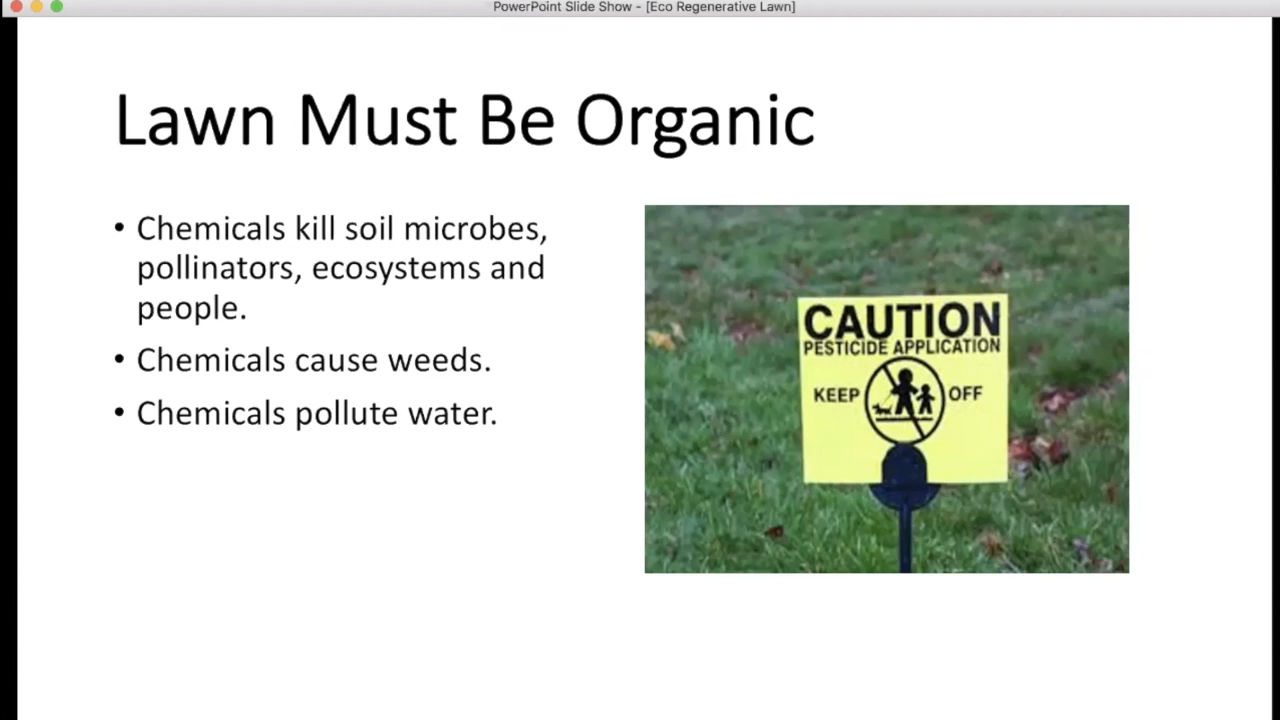 PowerPoint Slide Show - [Eco Regenerative Lawn]
Lawn Must Be Organic
• Chemicals kill soil microbes,
pollinators, ecosystems and
people.
• Chemicals cause weeds.
• Chemicals pollute water.
CAUTION
PESTICIDE APPLICATION
KEEP OFF